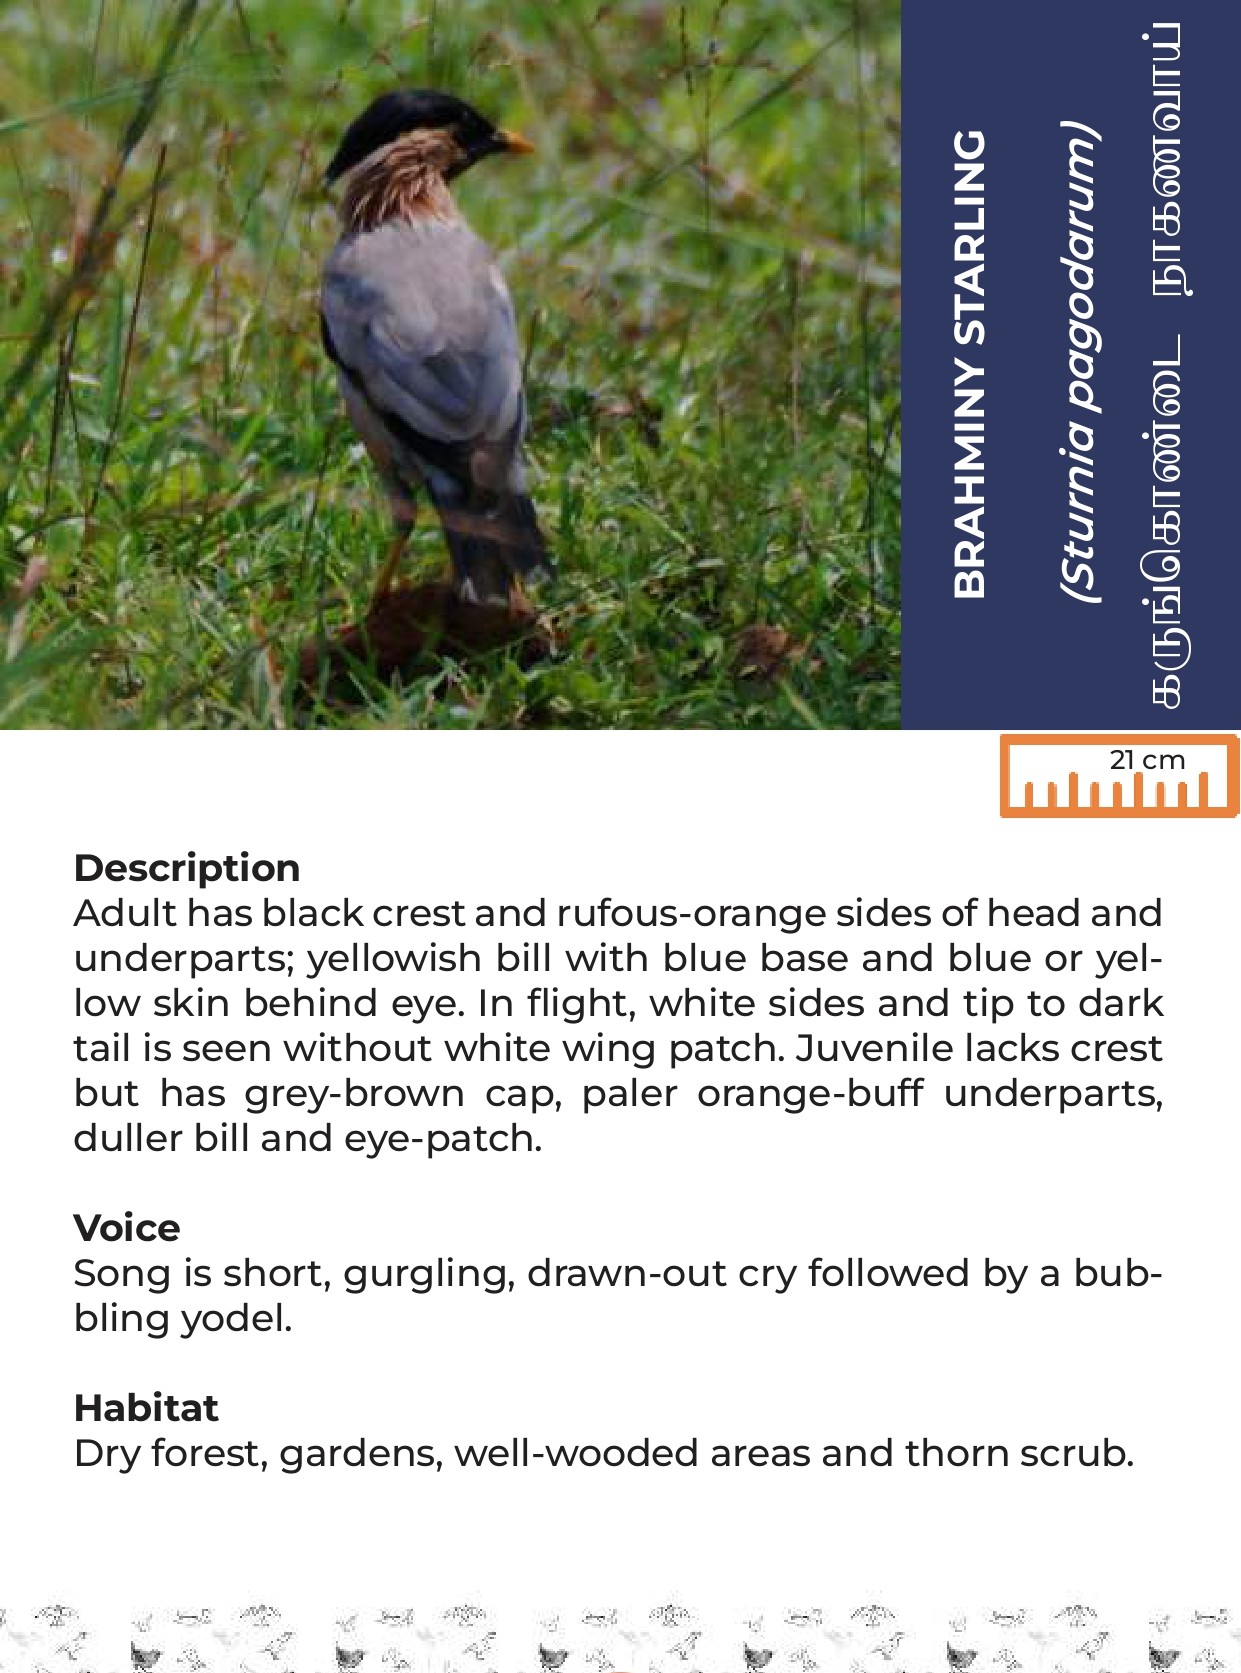 BRAHMINY STARLING
(Sturnia pagodarum)
கருங்கொண்டை நாகணவாய்
21 cm
Description
Adult has black crest and rufous-orange sides of head and
underparts; yellowish bill with blue base and blue or yel-
low skin behind eye. In flight, white sides and tip to dark
tail is seen without white wing patch. Juvenile lacks crest
but has grey-brown cap, paler orange-buff underparts,
duller bill and eye-patch.
Voice
Song is short, gurgling, drawn-out cry followed by a bub-
bling yodel.
Habitat
Dry forest, gardens, well-wooded areas and thorn scrub.